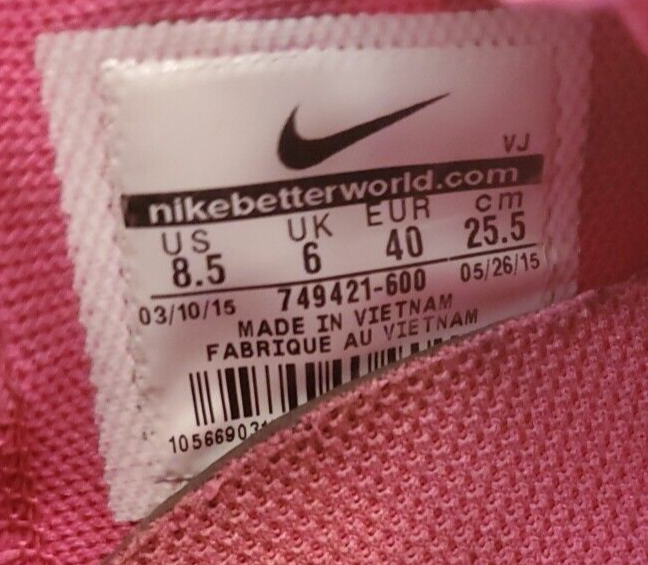 VJ
nikebetterworld.com
US UK EUR cm
8.5 6 40 25.5
03/10/15 749421-600 05/26/15
MADE IN VIETNAM
FABRIQUE AU VIETNAM
10566903